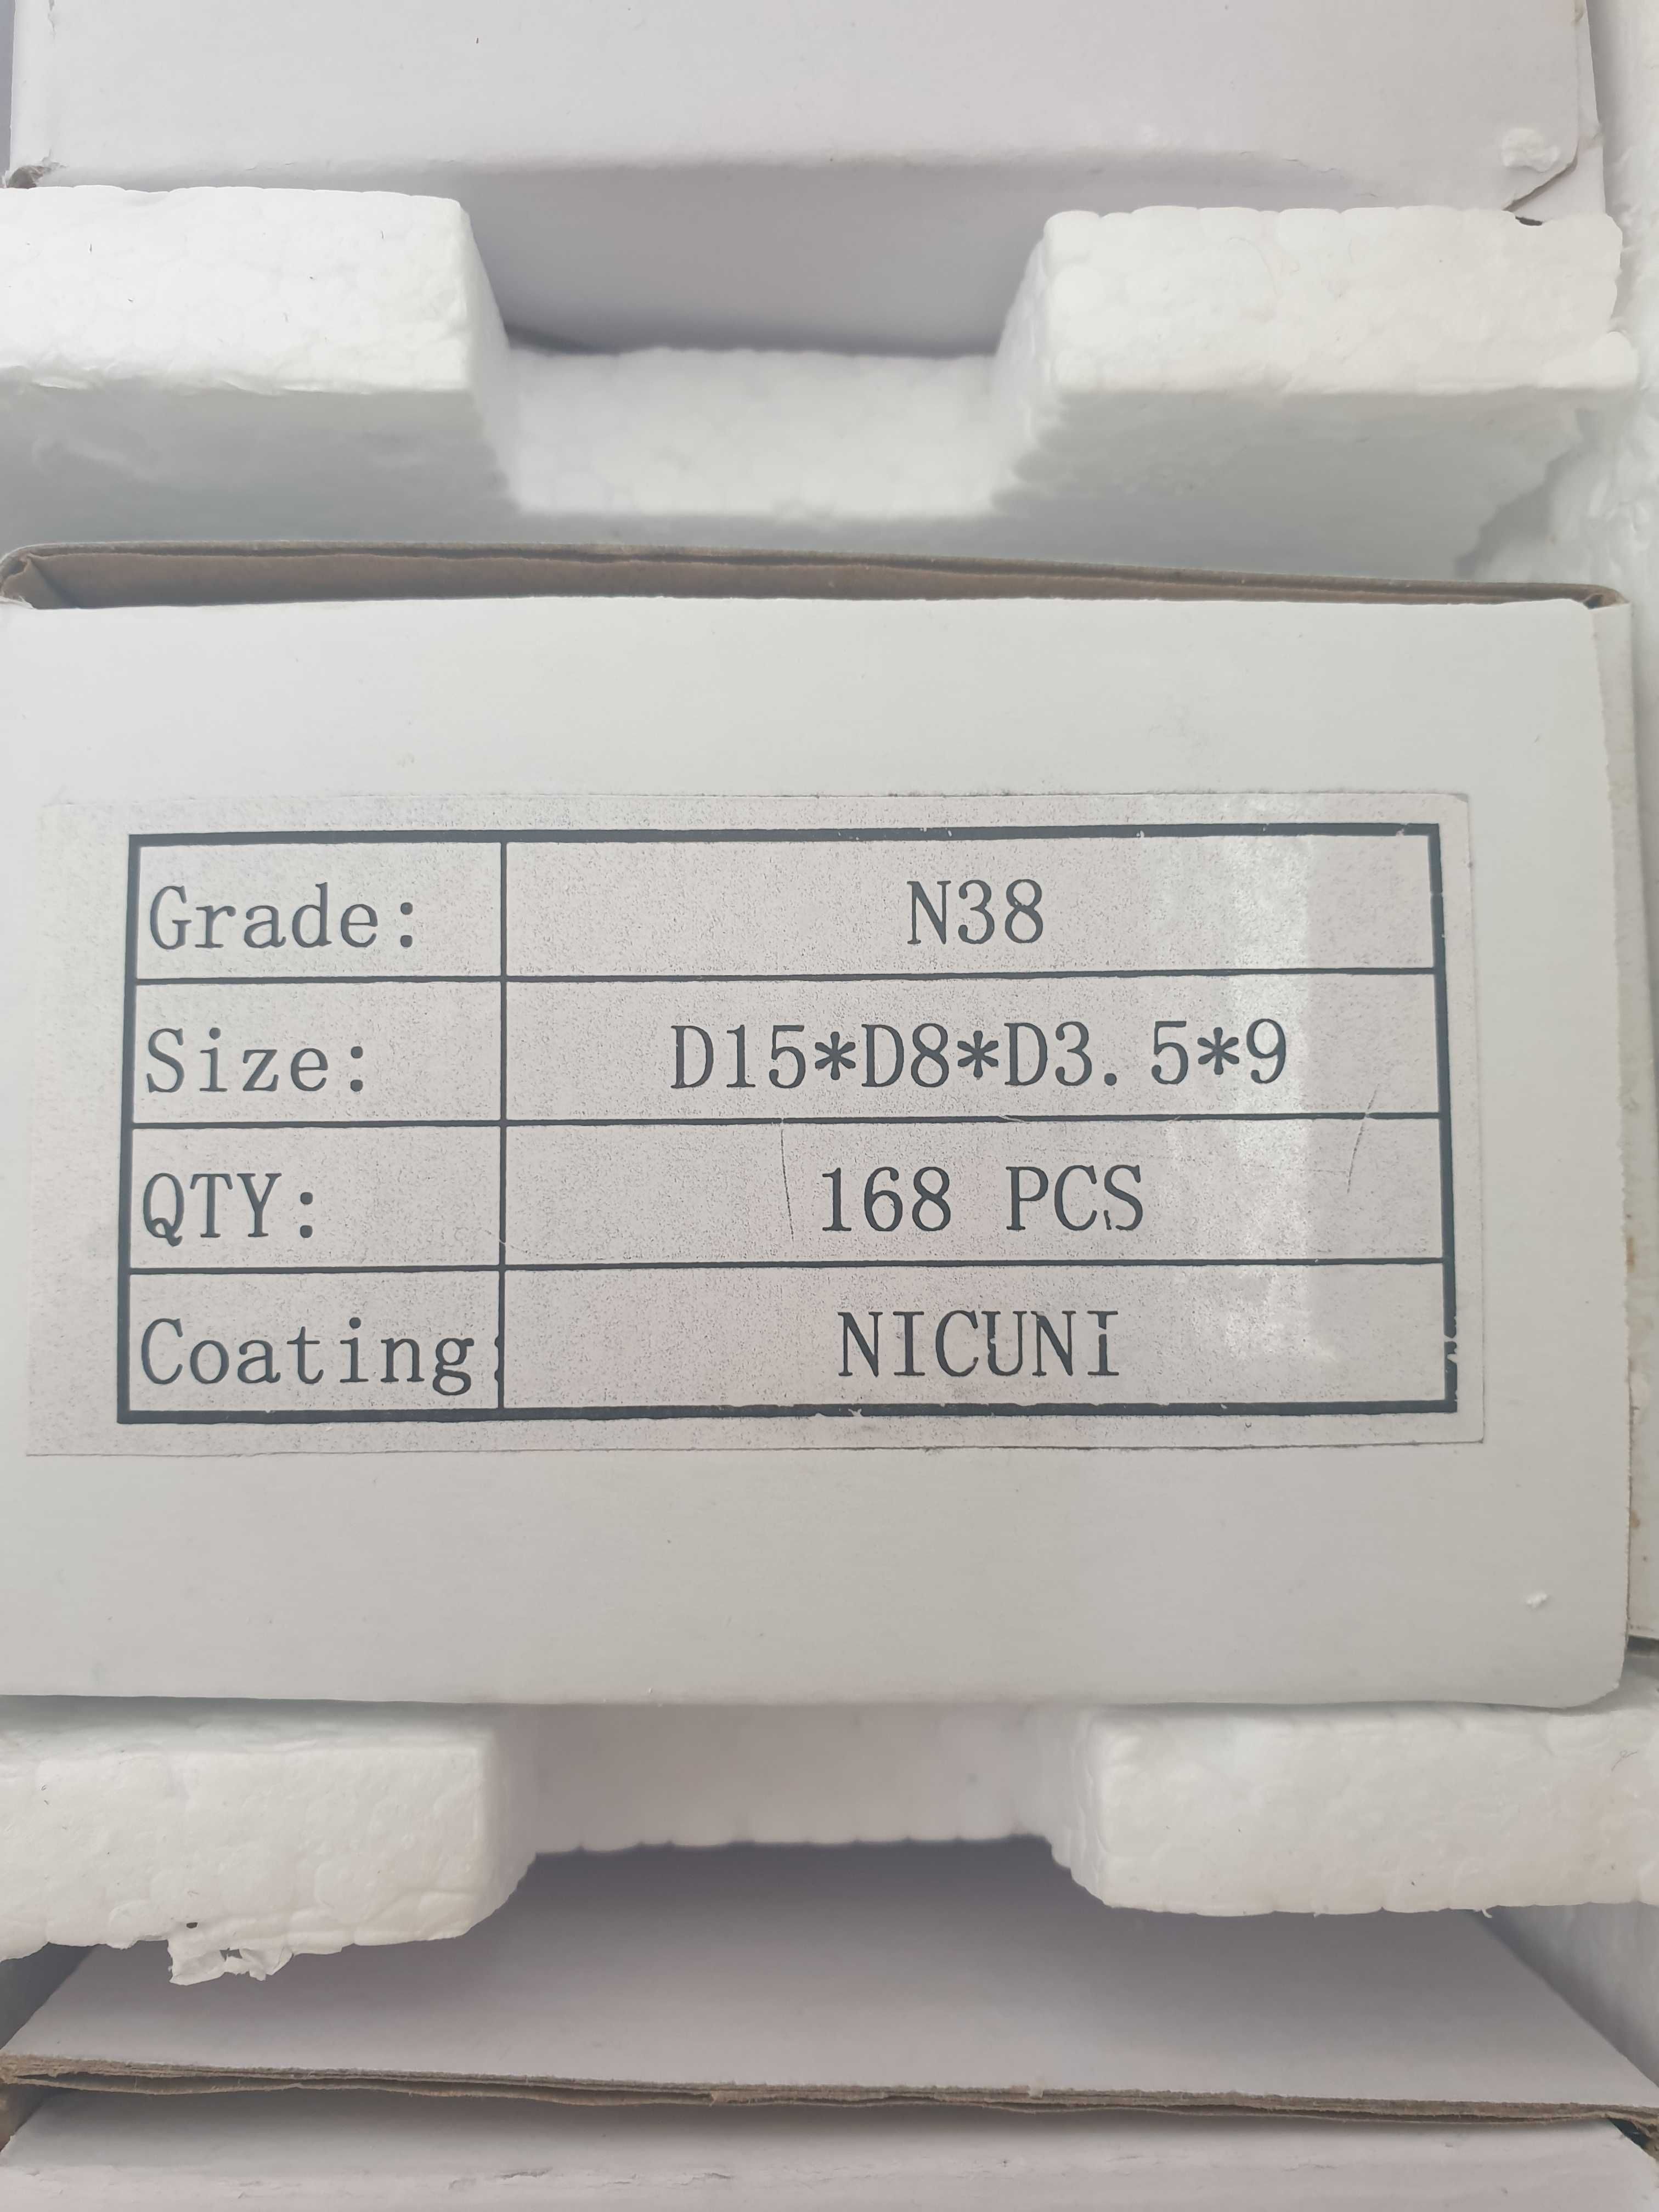 Grade: N38
Size: D15*D8*D3.5*9
QTY: 168 PCS
Coating: NICUNI